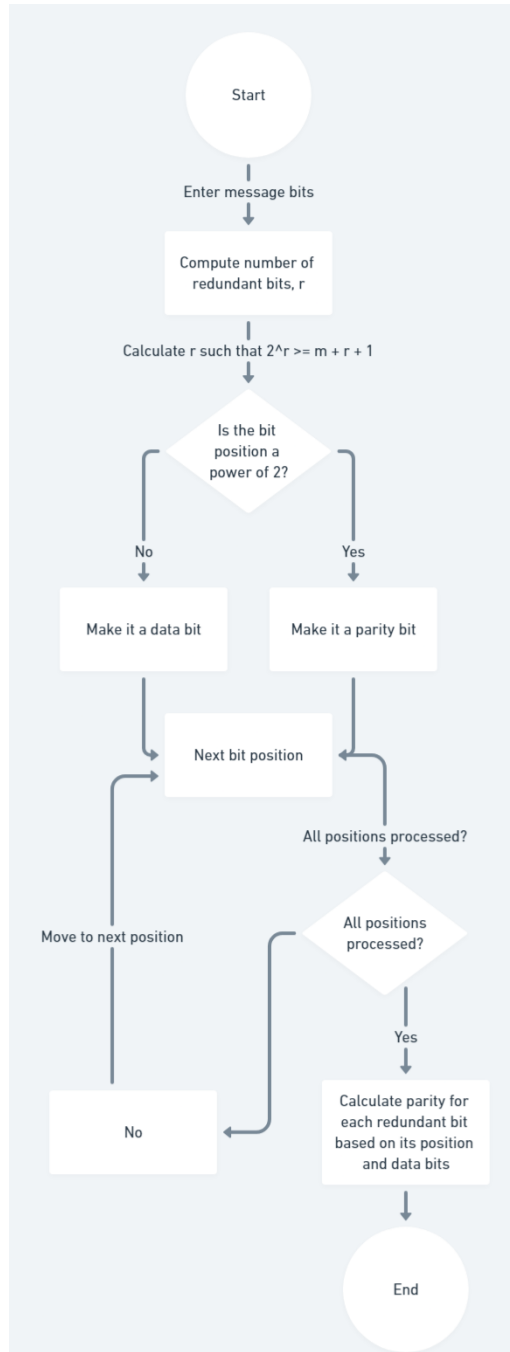 Start
Enter message bits
Compute number of
redundant bits, r
Calculate r such that 2^r >= m + r + 1
Is the bit
position a
power of 2?
No
Yes
Make it a data bit
Make it a parity bit
Next bit position
All positions processed?
All positions
processed?
Move to next position
Yes
No
Calculate parity for
each redundant bit
based on its position
and data bits
End